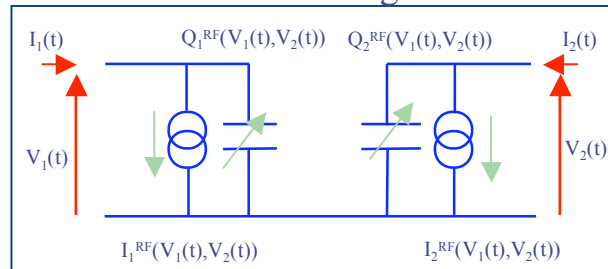 I₁(t) Q₁ᴿꟳ(V₁(t),V₂(t)) Q₂ᴿꟳ(V₁(t),V₂(t)) I₂(t)
V₁(t) V₂(t)
I₁ᴿꟳ(V₁(t),V₂(t)) I₂ᴿꟳ(V₁(t),V₂(t))